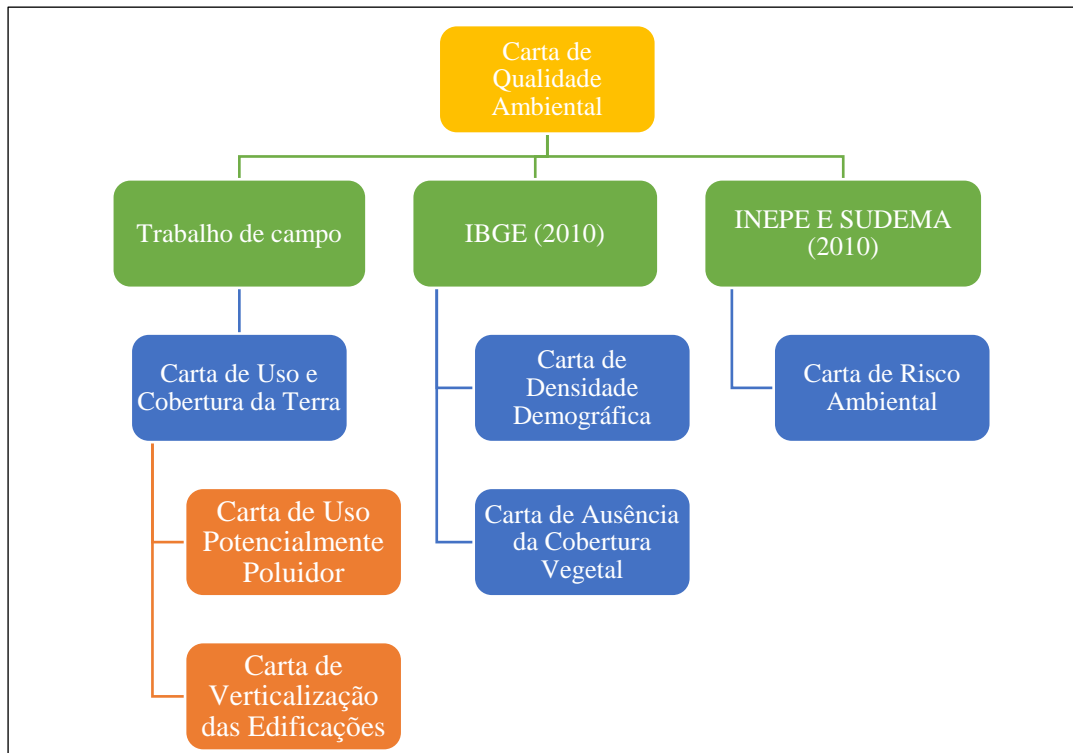 Carta de
Qualidade
Ambiental
Trabalho de campo
IBGE (2010)
INEPE E SUDEMA
(2010)
Carta de Uso e
Cobertura da Terra
Carta de
Densidade
Demográfica
Carta de Risco
Ambiental
Carta de Uso
Potencialmente
Poluidor
Carta de Ausência
da Cobertura
Vegetal
Carta de
Verticalização
das Edificações